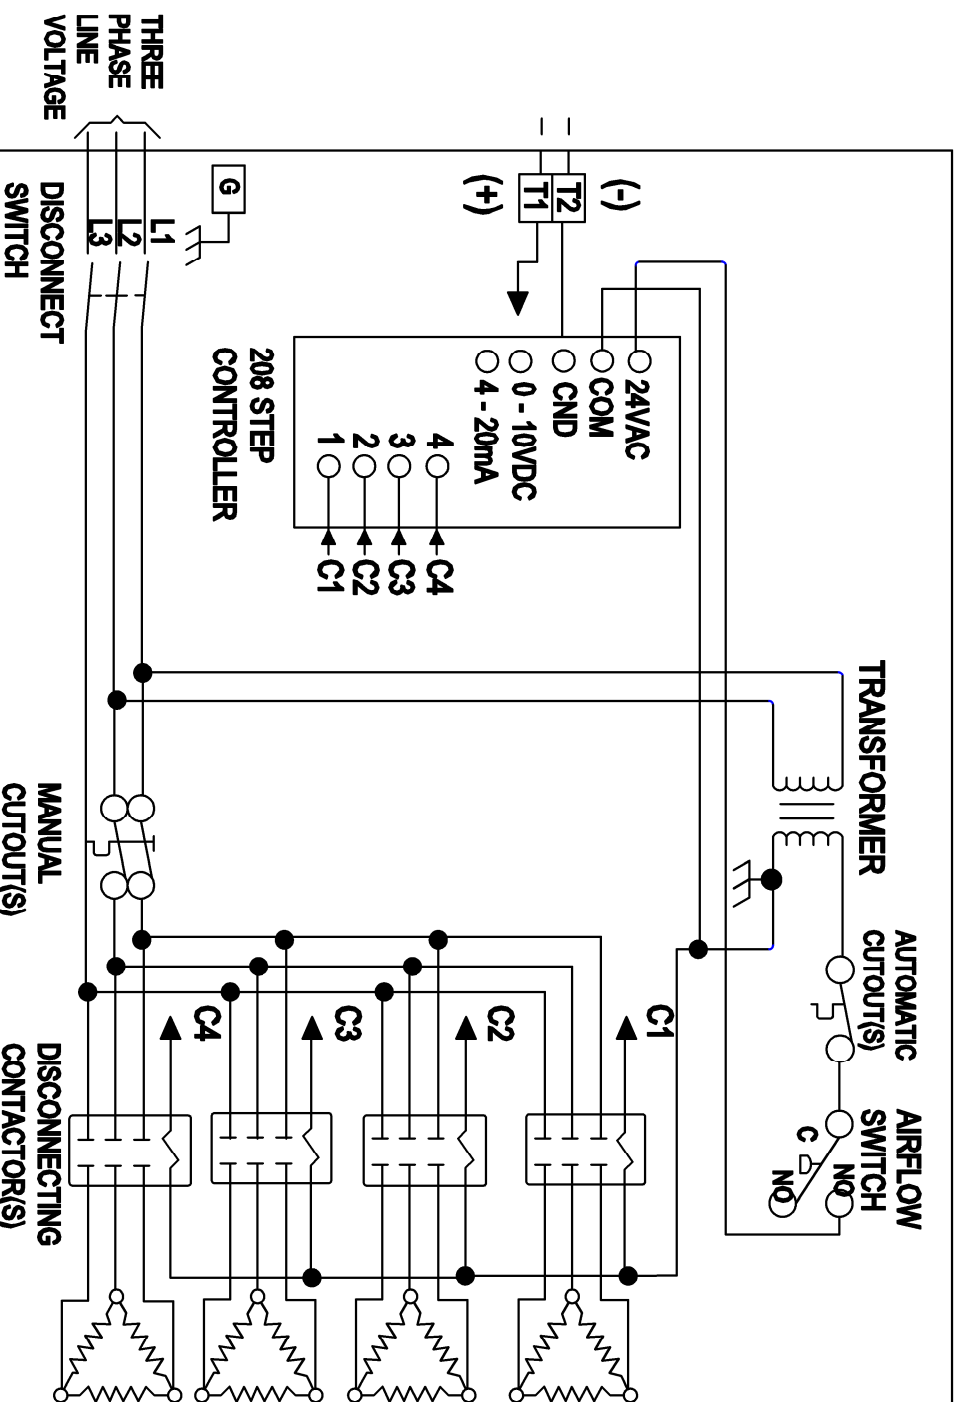 TRANSFORMER
AUTOMATIC
CUTOUT(S)
AIRFLOW
SWITCH
C
NO
NO
(-)
T2
T1
(+)
24VAC
COM
CND
0 - 10VDC
4 - 20mA
4
3
2
1
C4
C3
C2
C1
208 STEP
CONTROLLER
C1
C2
C3
C4
G
THREE
PHASE
LINE
VOLTAGE
L1
L2
L3
DISCONNECT
SWITCH
MANUAL
CUTOUT(S)
DISCONNECTING
CONTACTOR(S)